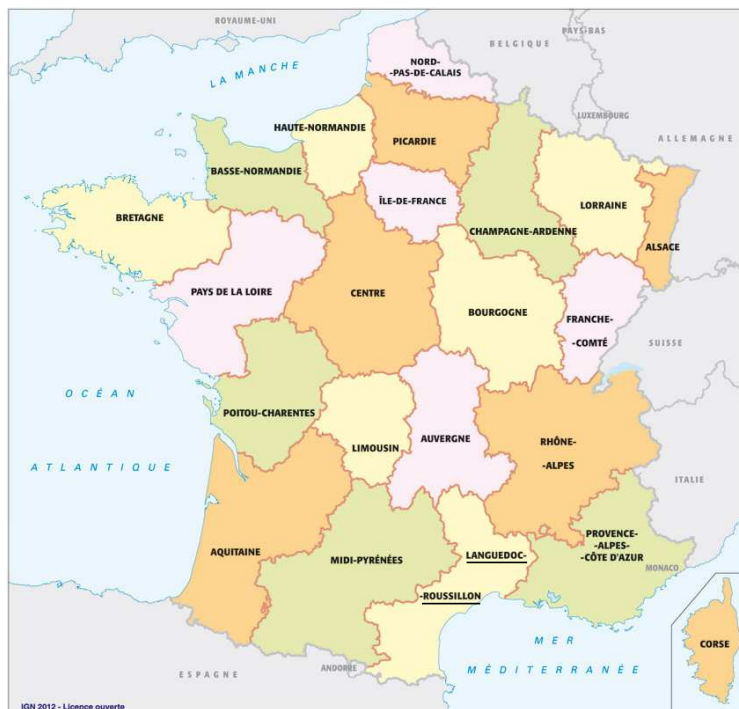 ROYAUME-UNI
PAYS-BAS
BELGIQUE
LA MANCHE
NORD-
-PAS-DE-CALAIS
LUXEMBOURG
HAUTE-NORMANDIE
PICARDIE
ALLEMAGNE
BASSE-NORMANDIE
ÎLE-DE-FRANCE
LORRAINE
BRETAGNE
CHAMPAGNE-ARDENNE
ALSACE
PAYS DE LA LOIRE
CENTRE
BOURGOGNE
FRANCHE-
-COMTÉ
SUISSE
OCÉAN
ATLANTIQUE
POITOU-CHARENTES
LIMOUSIN
AUVERGNE
RHÔNE-
-ALPES
ITALIE
AQUITAINE
MIDI-PYRÉNÉES
LANGUEDOC-
-ROUSSILLON
PROVENCE-
-ALPES-
-CÔTE D'AZUR
MONACO
MER
MÉDITERRANÉE
CORSE
ESPAGNE
ANDORRE
IGN 2012 - Licence ouverte